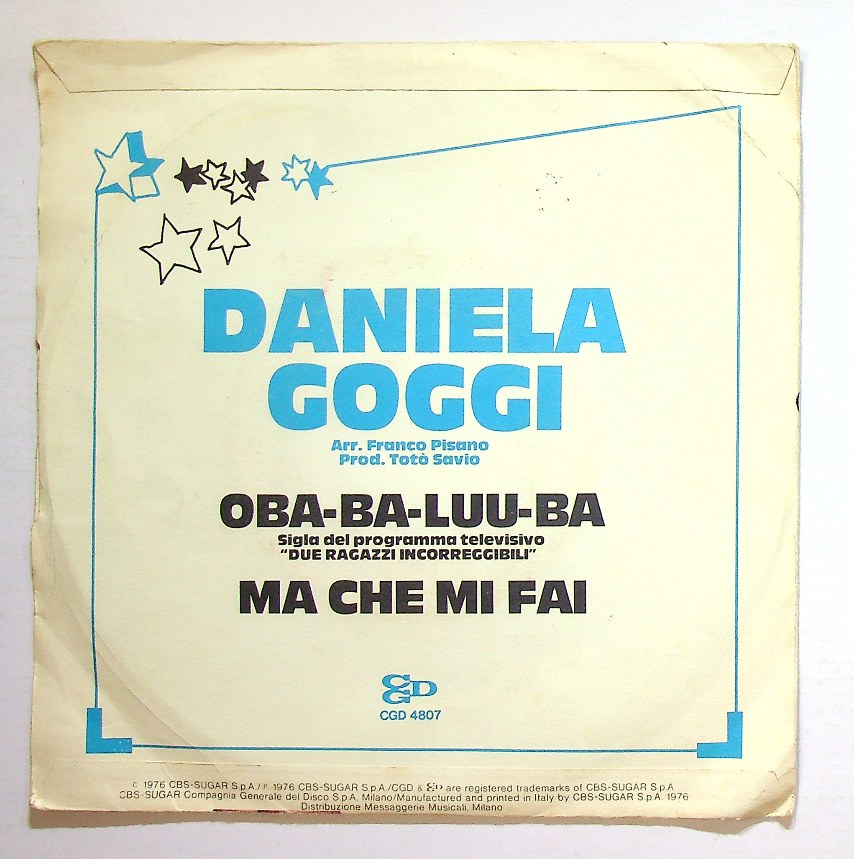 DANIELA
GOGGI
Arr. Franco Pisano
Prod. Totò Savio
OBA-BA-LUU-BA
Sigla del programma televisivo
"DUE RAGAZZI INCORREGGIBILI"
MA CHE MI FAI
CGD
CGD 4807
© 1976 CBS-SUGAR S.p.A./℗ 1976 CBS-SUGAR S.p.A./CGD & CGD are registered trademarks of CBS-SUGAR S.p.A.
CBS-SUGAR Compagnia Generale del Disco S.p.A. Milano/Manufactured and printed in Italy by CBS-SUGAR S.p.A. 1976
Distribuzione Messaggerie Musicali, Milano